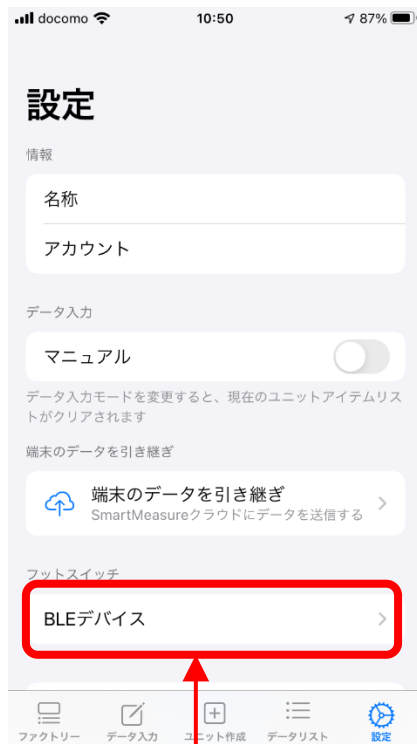 docomo 10:50 87%
設定
情報
名称
アカウント
データ入力
マニュアル
データ入力モードを変更すると、現在のユニットアイテムリス
トがクリアされます
端末のデータを引き継ぎ
端末のデータを引き継ぎ
SmartMeasureクラウドにデータを送信する
フットスイッチ
BLEデバイス
ファクトリー データ入力 ユニット作成 データリスト 設定